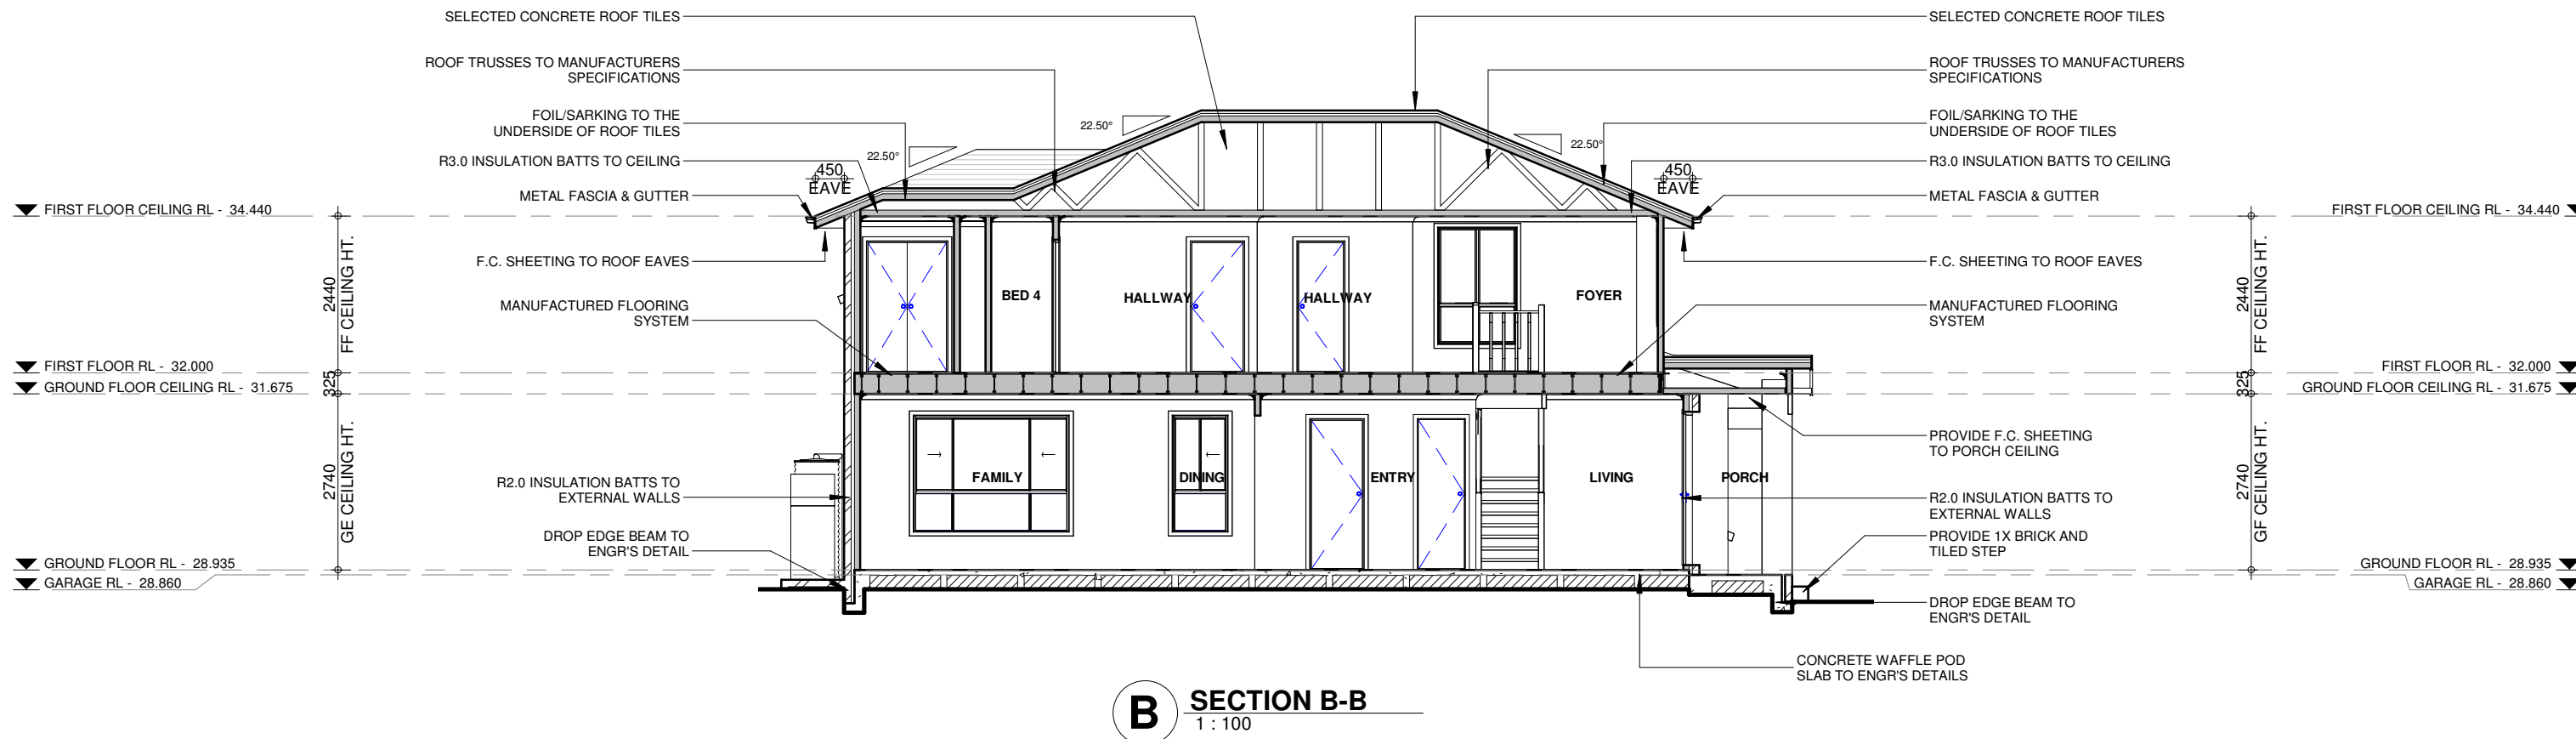 SELECTED CONCRETE ROOF TILES
ROOF TRUSSES TO MANUFACTURERS
SPECIFICATIONS
FOIL/SARKING TO THE
UNDERSIDE OF ROOF TILES
R3.0 INSULATION BATTS TO CEILING
METAL FASCIA & GUTTER
F.C. SHEETING TO ROOF EAVES
MANUFACTURED FLOORING
SYSTEM
R2.0 INSULATION BATTS TO
EXTERNAL WALLS
DROP EDGE BEAM TO
ENGR'S DETAIL
FIRST FLOOR CEILING RL - 34.440
FIRST FLOOR RL - 32.000
GROUND FLOOR CEILING RL - 31.675
GROUND FLOOR RL - 28.935
GARAGE RL - 28.860
2440
FF CEILING HT.
325
2740
GE CEILING HT.
22.50°
22.50°
22.50°
450
EAVE
450
EAVE
BED 4
HALLWAY
HALLWAY
FOYER
FAMILY
DINING
ENTRY
LIVING
PORCH
SELECTED CONCRETE ROOF TILES
ROOF TRUSSES TO MANUFACTURERS
SPECIFICATIONS
FOIL/SARKING TO THE
UNDERSIDE OF ROOF TILES
R3.0 INSULATION BATTS TO CEILING
METAL FASCIA & GUTTER
F.C. SHEETING TO ROOF EAVES
MANUFACTURED FLOORING
SYSTEM
PROVIDE F.C. SHEETING
TO PORCH CEILING
R2.0 INSULATION BATTS TO
EXTERNAL WALLS
PROVIDE 1X BRICK AND
TILED STEP
DROP EDGE BEAM TO
ENGR'S DETAIL
CONCRETE WAFFLE POD
SLAB TO ENGR'S DETAILS
2440
FF CEILING HT.
325
2740
GF CEILING HT.
FIRST FLOOR CEILING RL - 34.440
FIRST FLOOR RL - 32.000
GROUND FLOOR CEILING RL - 31.675
GROUND FLOOR RL - 28.935
GARAGE RL - 28.860
B
SECTION B-B
1 : 100